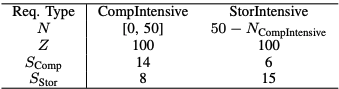 Req. Type CompIntensive StorIntensive
N [0, 50] 50 − N_CompIntensive
Z 100 100
S_Comp 14 6
S_Stor 8 15